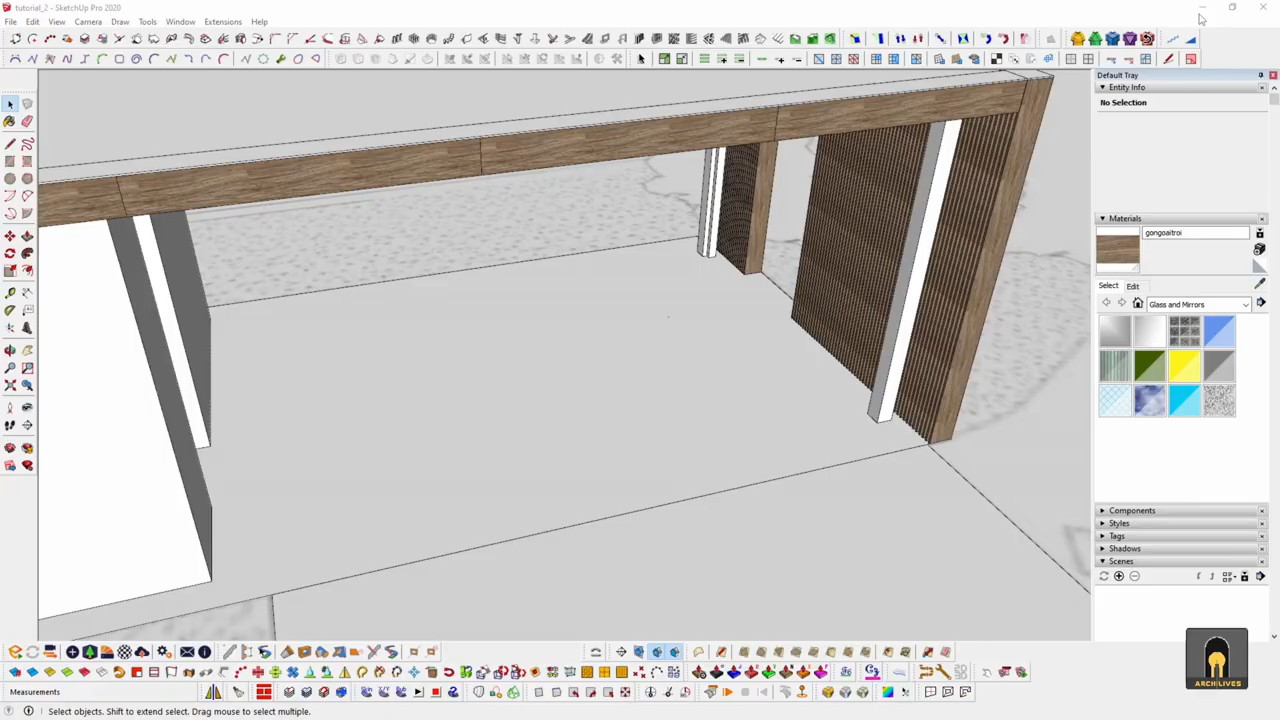 tutorial_2 - SketchUp Pro 2020
File Edit View Camera Draw Tools Window Extensions Help
Default Tray
Entity Info
No Selection
Materials
gongoaitroi
Select Edit
Glass and Mirrors
Components
Styles
Tags
Shadows
Scenes
ARCHLIVES
Measurements
Select objects. Shift to extend select. Drag mouse to select multiple.